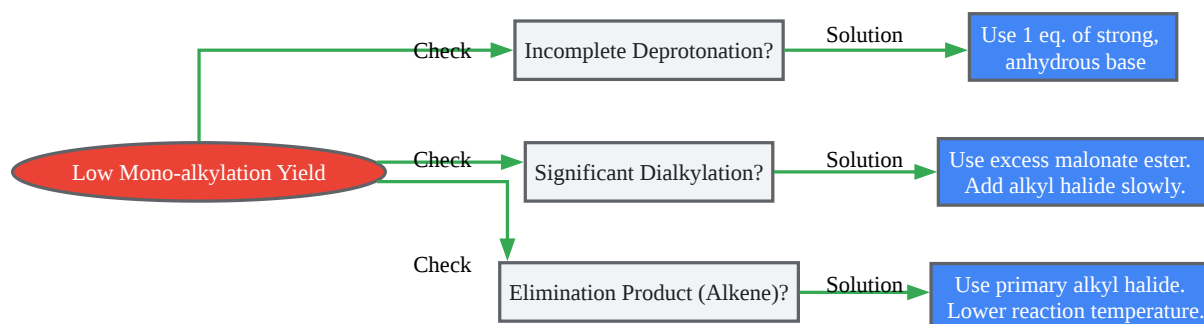 Low Mono-alkylation Yield
Check
Incomplete Deprotonation?
Solution
Use 1 eq. of strong,
anhydrous base
Check
Significant Dialkylation?
Solution
Use excess malonate ester.
Add alkyl halide slowly.
Check
Elimination Product (Alkene)?
Solution
Use primary alkyl halide.
Lower reaction temperature.